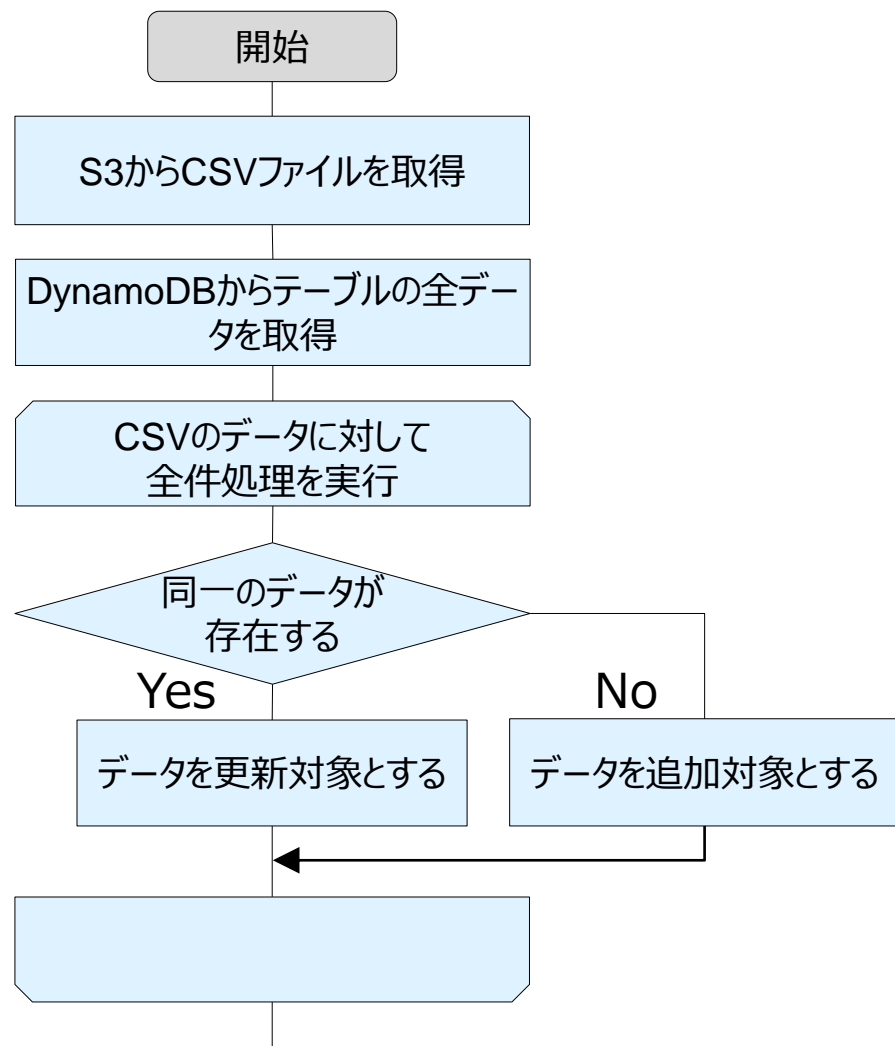 開始
S3からCSVファイルを取得
DynamoDBからテーブルの全デー
タを取得
CSVのデータに対して
全件処理を実行
同一のデータが
存在する
Yes
No
データを更新対象とする
データを追加対象とする